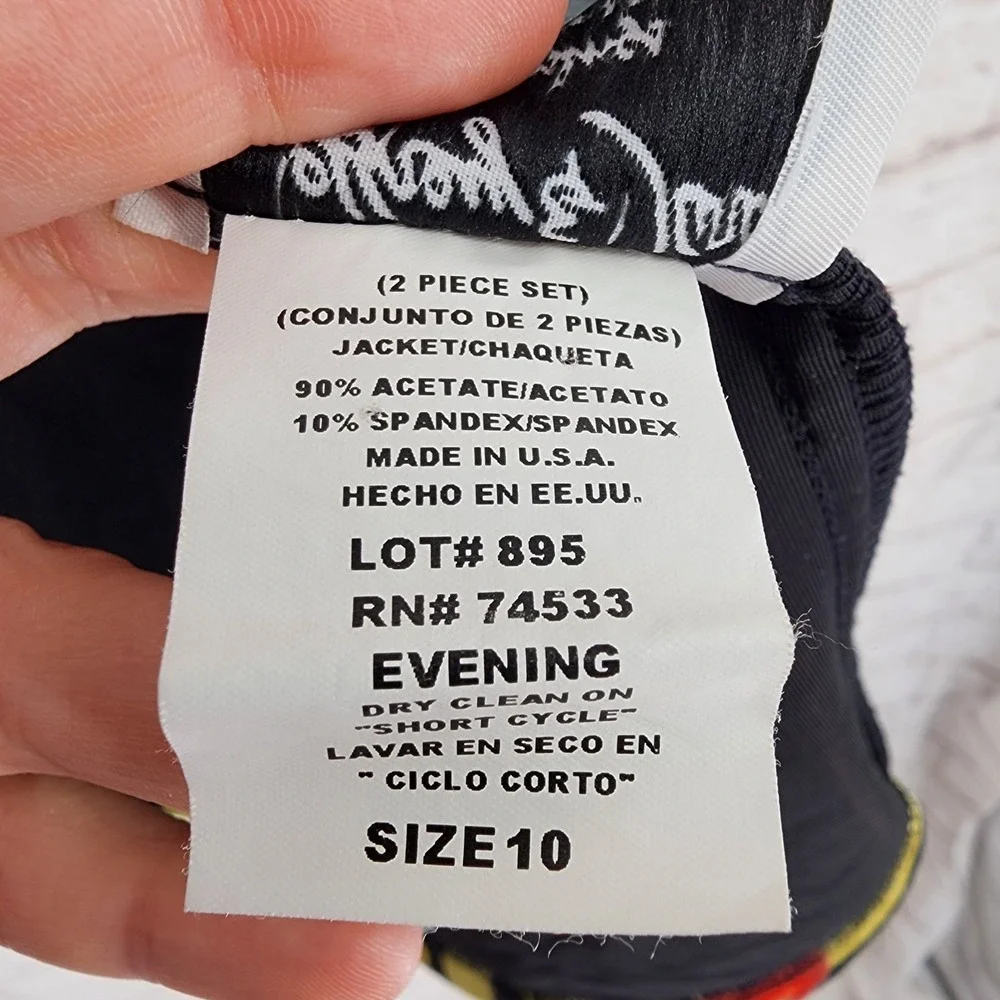 (2 PIECE SET)
(CONJUNTO DE 2 PIEZAS)
JACKET/CHAQUETA
90% ACETATE/ACETATO
10% SPANDEX/SPANDEX
MADE IN U.S.A.
HECHO EN EE.UU.
LOT# 895
RN# 74533
EVENING
DRY CLEAN ON
"SHORT CYCLE"
LAVAR EN SECO EN
" CICLO CORTO"
SIZE 10